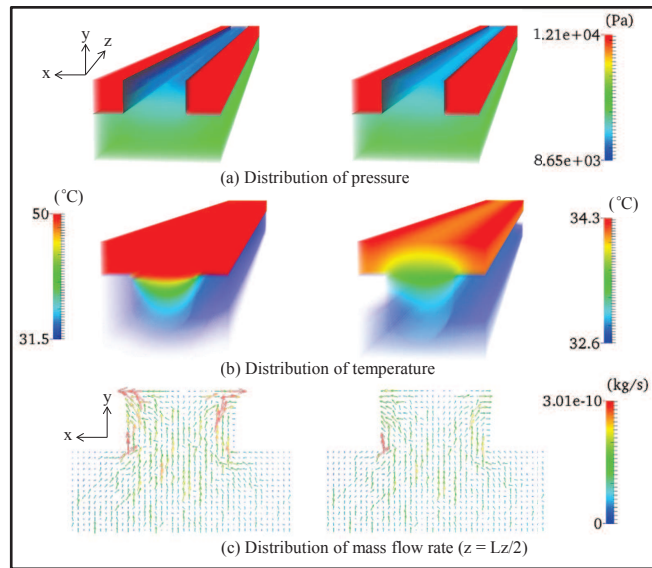 (Pa)
y
z
x
1.21e+04
8.65e+03
(a) Distribution of pressure
(°C)
(°C)
50
34.3
31.5
32.6
(b) Distribution of temperature
(kg/s)
y
x
3.01e-10
0
(c) Distribution of mass flow rate (z = Lz/2)